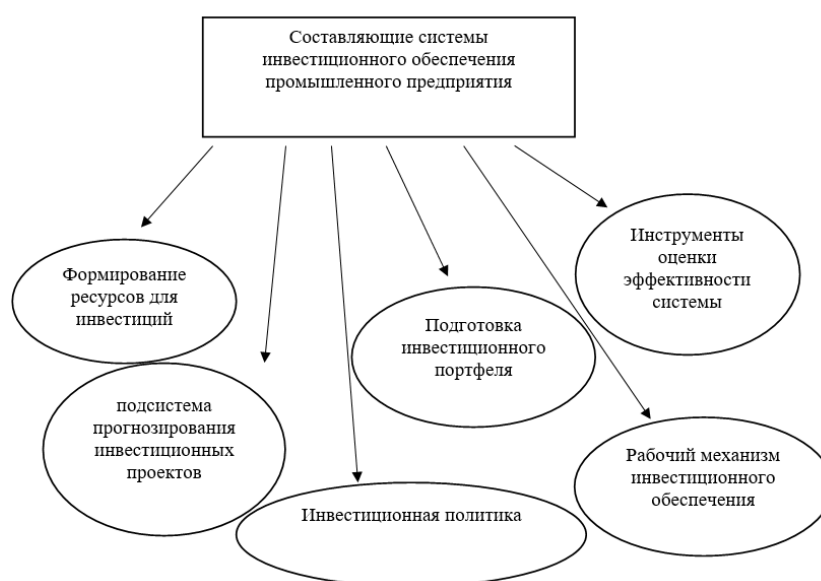 Составляющие системы
инвестиционного обеспечения
промышленного предприятия
Формирование
ресурсов для
инвестиций
Инструменты
оценки
эффективности
системы
Подготовка
инвестиционного
портфеля
подсистема
прогнозирования
инвестиционных
проектов
Рабочий механизм
инвестиционного
обеспечения
Инвестиционная политика